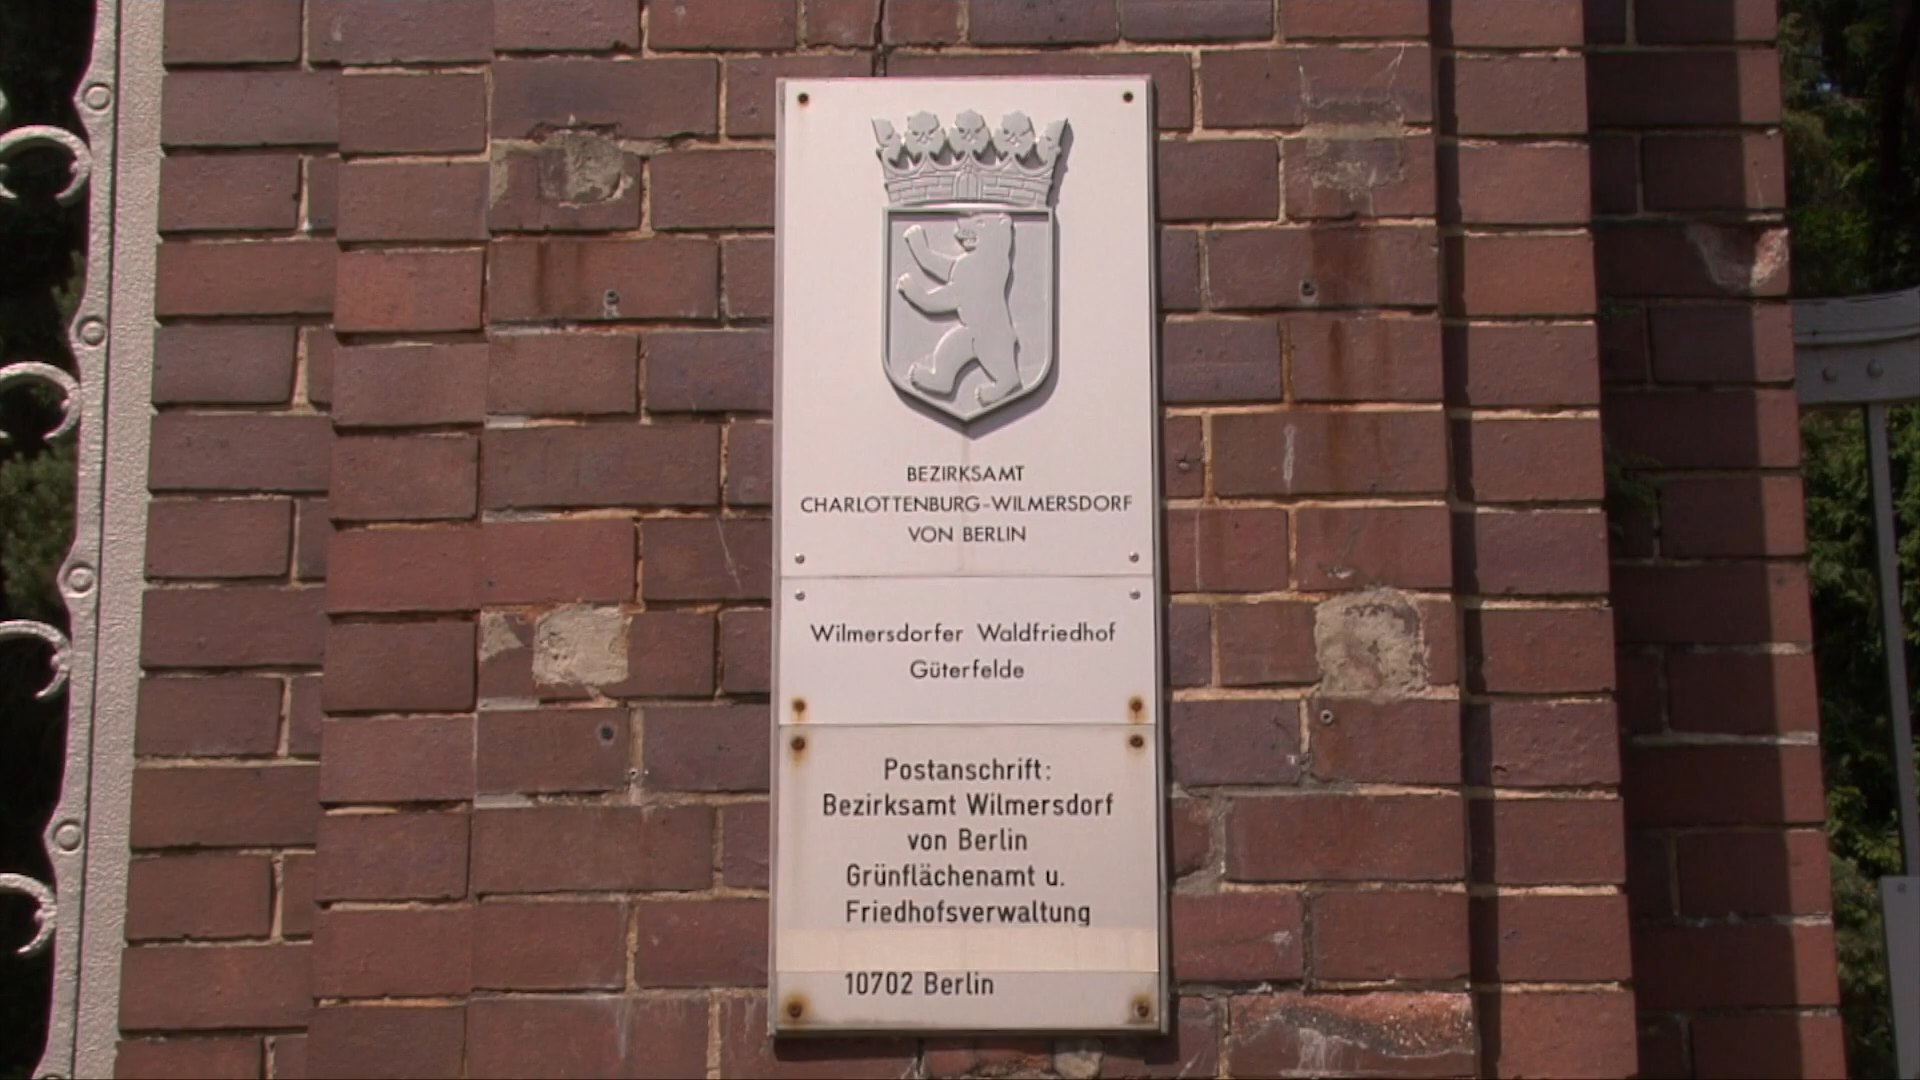 BEZIRKSAMT
CHARLOTTENBURG-WILMERSDORF
VON BERLIN
Wilmersdorfer Waldfriedhof
Güterfelde
Postanschrift:
Bezirksamt Wilmersdorf
von Berlin
Grünflächenamt u.
Friedhofsverwaltung
10702 Berlin